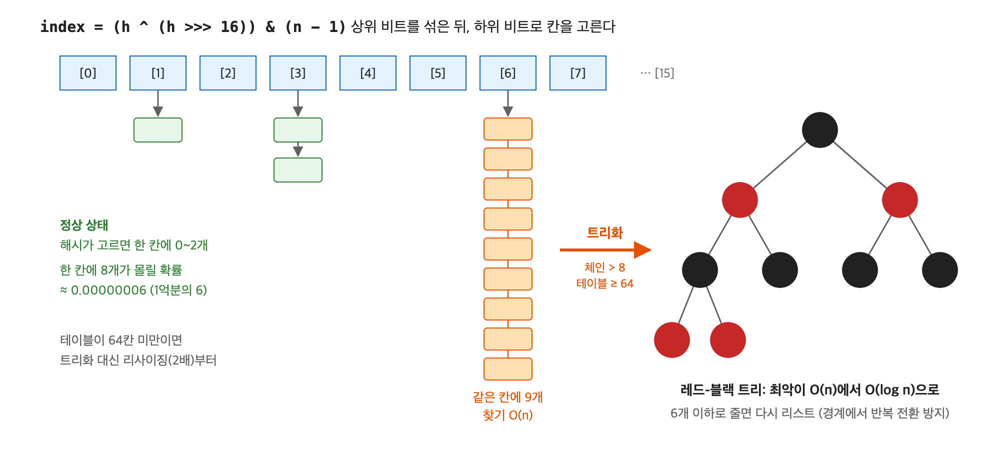 index = (h ^ (h >>> 16)) & (n − 1) 상위 비트를 섞은 뒤, 하위 비트로 칸을 고른다
[0] [1] [2] [3] [4] [5] [6] [7] ⋯ [15]
정상 상태
해시가 고르면 한 칸에 0~2개
한 칸에 8개가 몰릴 확률
≈ 0.00000006 (1억분의 6)
테이블이 64칸 미만이면
트리화 대신 리사이징(2배)부터
같은 칸에 9개
찾기 O(n)
트리화
체인 > 8
테이블 ≥ 64
레드-블랙 트리: 최악이 O(n)에서 O(log n)으로
6개 이하로 줄면 다시 리스트 (경계에서 반복 전환 방지)